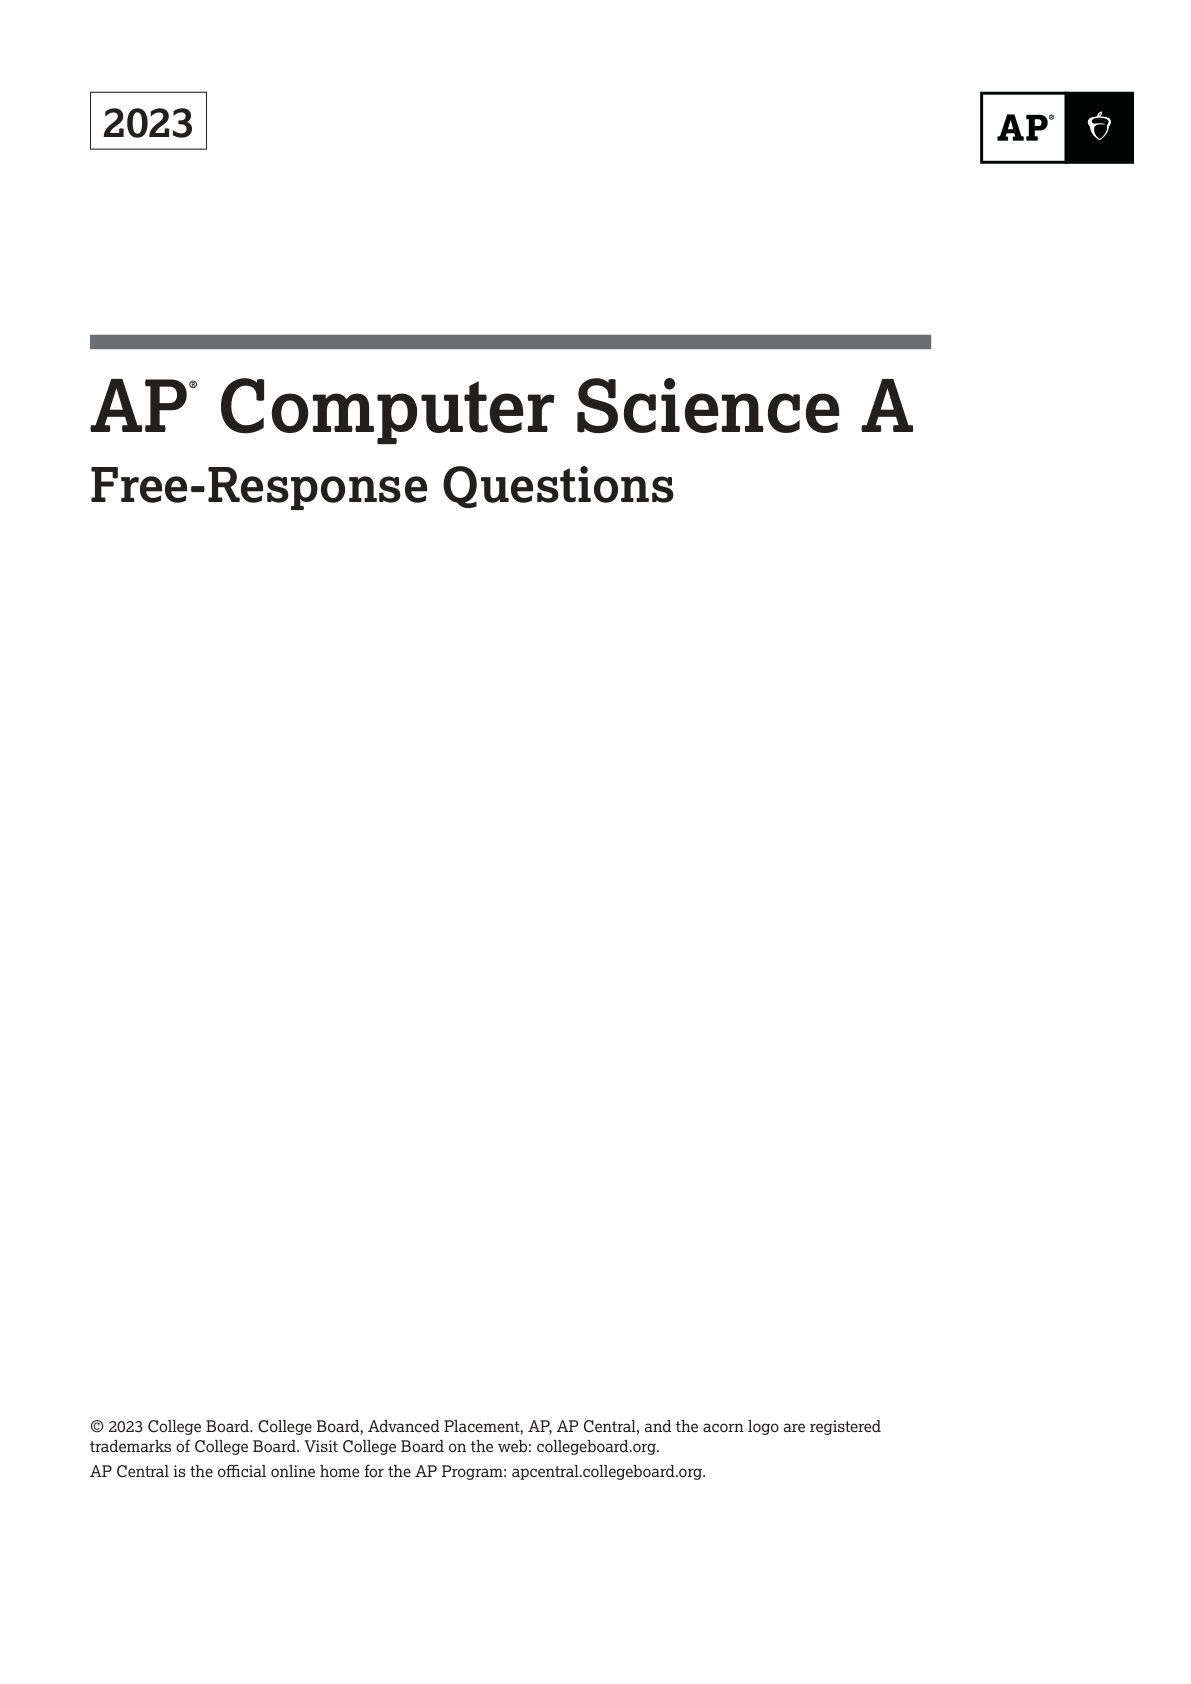 2023
AP®
AP® Computer Science A
Free-Response Questions
© 2023 College Board. College Board, Advanced Placement, AP, AP Central, and the acorn logo are registered
trademarks of College Board. Visit College Board on the web: collegeboard.org.
AP Central is the official online home for the AP Program: apcentral.collegeboard.org.